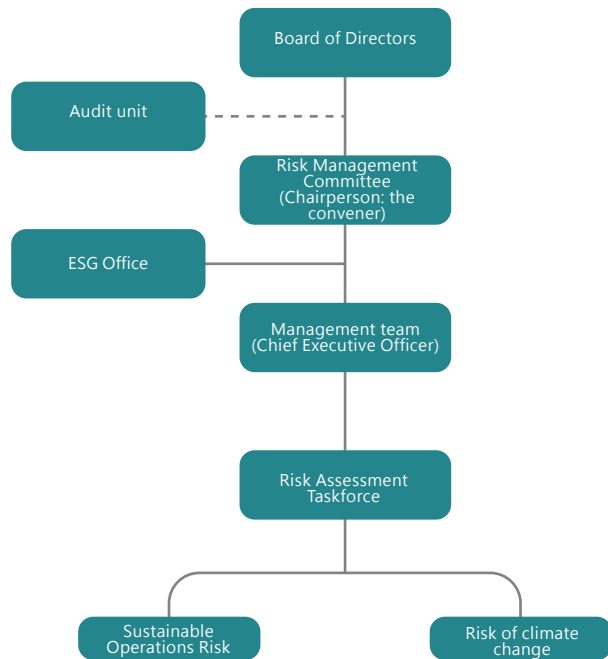 Board of Directors
Audit unit
Risk Management
Committee
(Chairperson: the
convener)
ESG Office
Management team
(Chief Executive Officer)
Risk Assessment
Taskforce
Sustainable
Operations Risk
Risk of climate
change